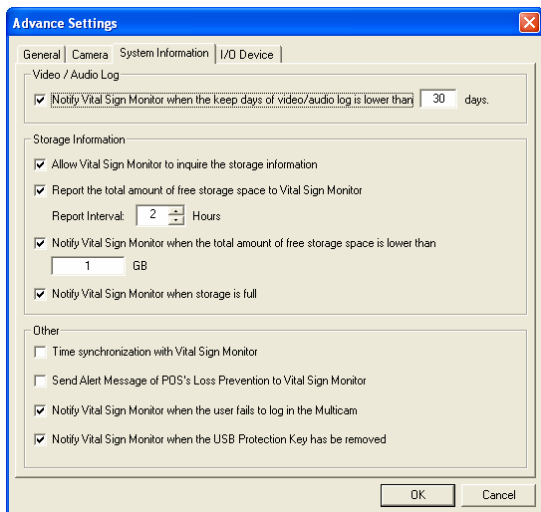 Advance Settings
General Camera System Information I/O Device
Video / Audio Log
Notify Vital Sign Monitor when the keep days of video/audio log is lower than 30 days.
Storage Information
Allow Vital Sign Monitor to inquire the storage information
Report the total amount of free storage space to Vital Sign Monitor
Report Interval: 2 Hours
Notify Vital Sign Monitor when the total amount of free storage space is lower than
1 GB
Notify Vital Sign Monitor when storage is full
Other
Time synchronization with Vital Sign Monitor
Send Alert Message of POS's Loss Prevention to Vital Sign Monitor
Notify Vital Sign Monitor when the user fails to log in the Multicam
Notify Vital Sign Monitor when the USB Protection Key has be removed
OK Cancel